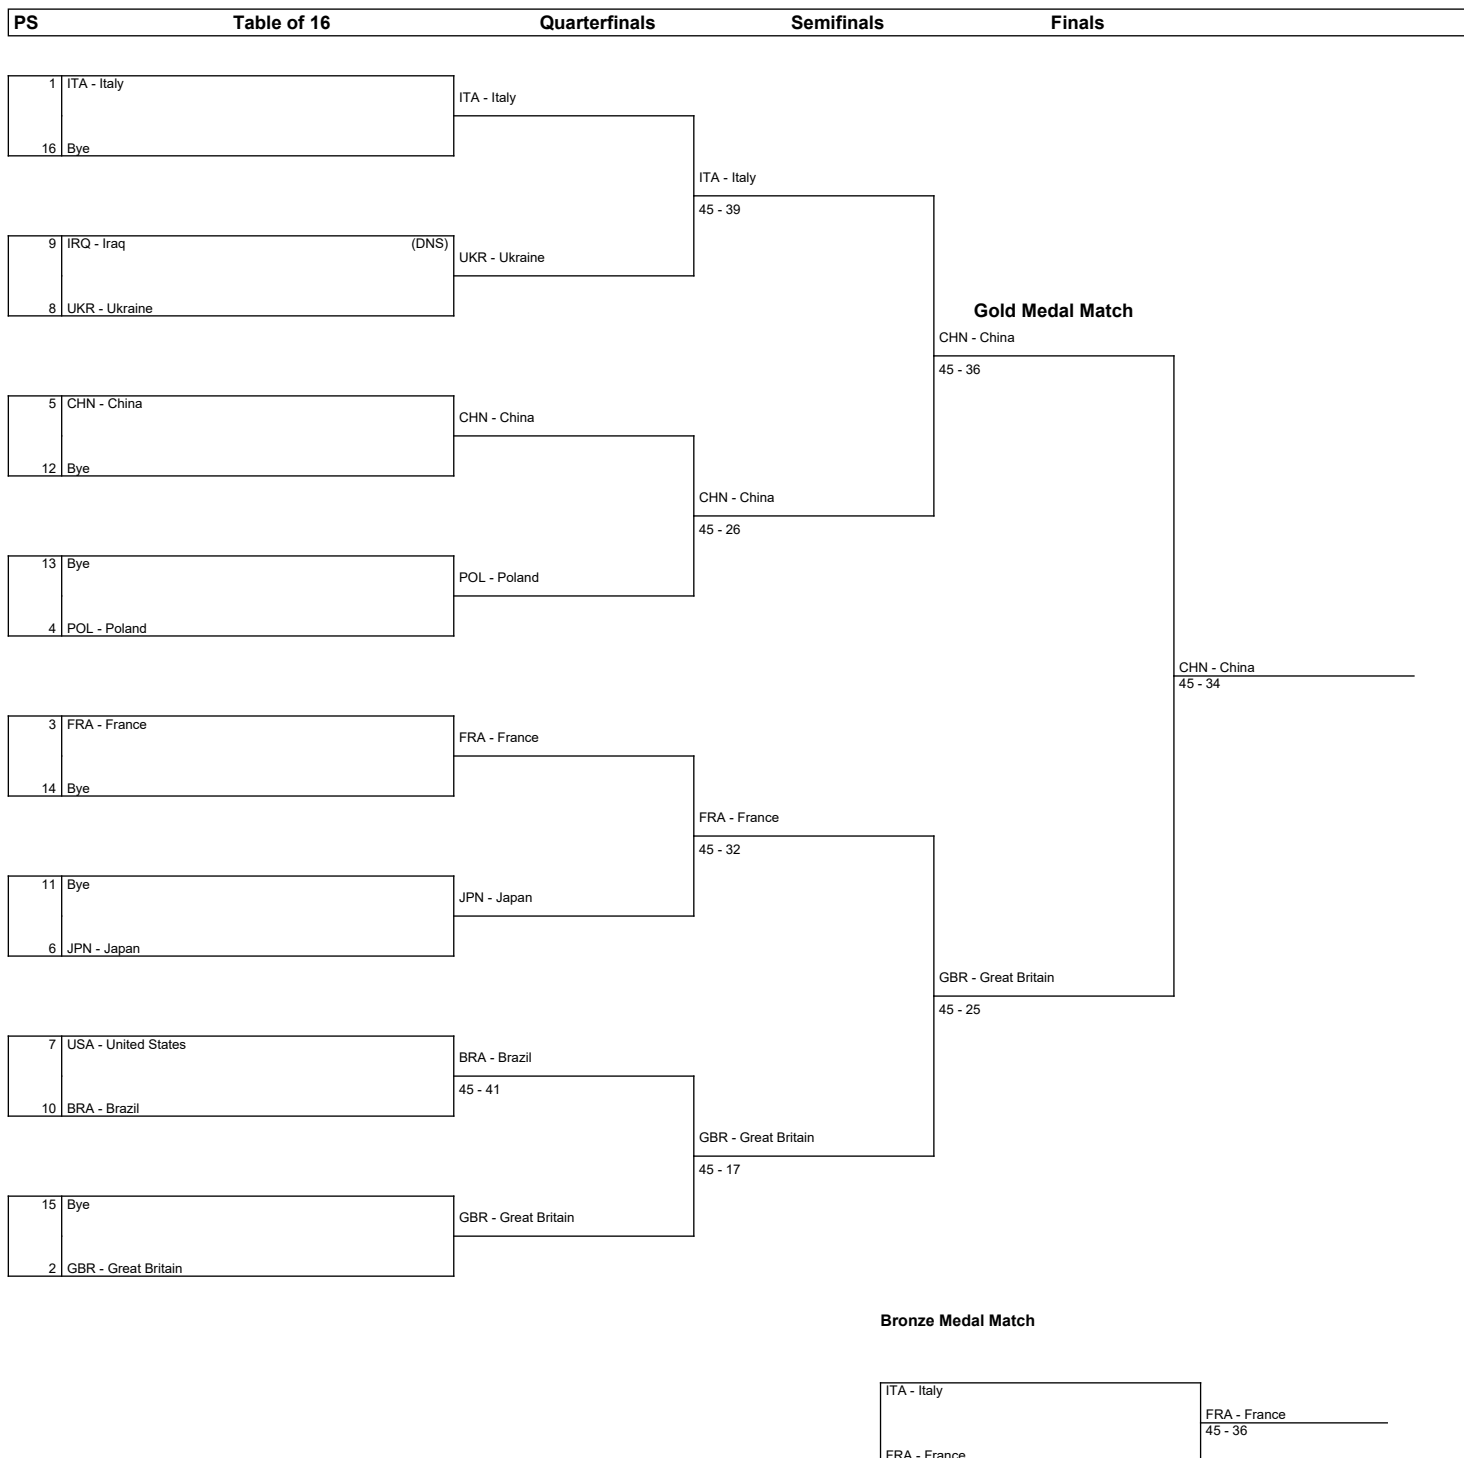 PS Table of 16 Quarterfinals Semifinals Finals
1 ITA - Italy
ITA - Italy
16 Bye
ITA - Italy
45 - 39
9 IRQ - Iraq (DNS)
UKR - Ukraine
8 UKR - Ukraine
Gold Medal Match
CHN - China
45 - 36
5 CHN - China
CHN - China
12 Bye
CHN - China
45 - 26
13 Bye
POL - Poland
4 POL - Poland
CHN - China
45 - 34
3 FRA - France
FRA - France
14 Bye
FRA - France
45 - 32
11 Bye
JPN - Japan
6 JPN - Japan
GBR - Great Britain
45 - 25
7 USA - United States
BRA - Brazil
45 - 41
10 BRA - Brazil
GBR - Great Britain
45 - 17
15 Bye
GBR - Great Britain
2 GBR - Great Britain
Bronze Medal Match
ITA - Italy
FRA - France
45 - 36
FRA - France